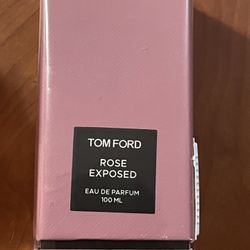 TOM FORD
ROSE
EXPOSED
EAU DE PARFUM
100 ML